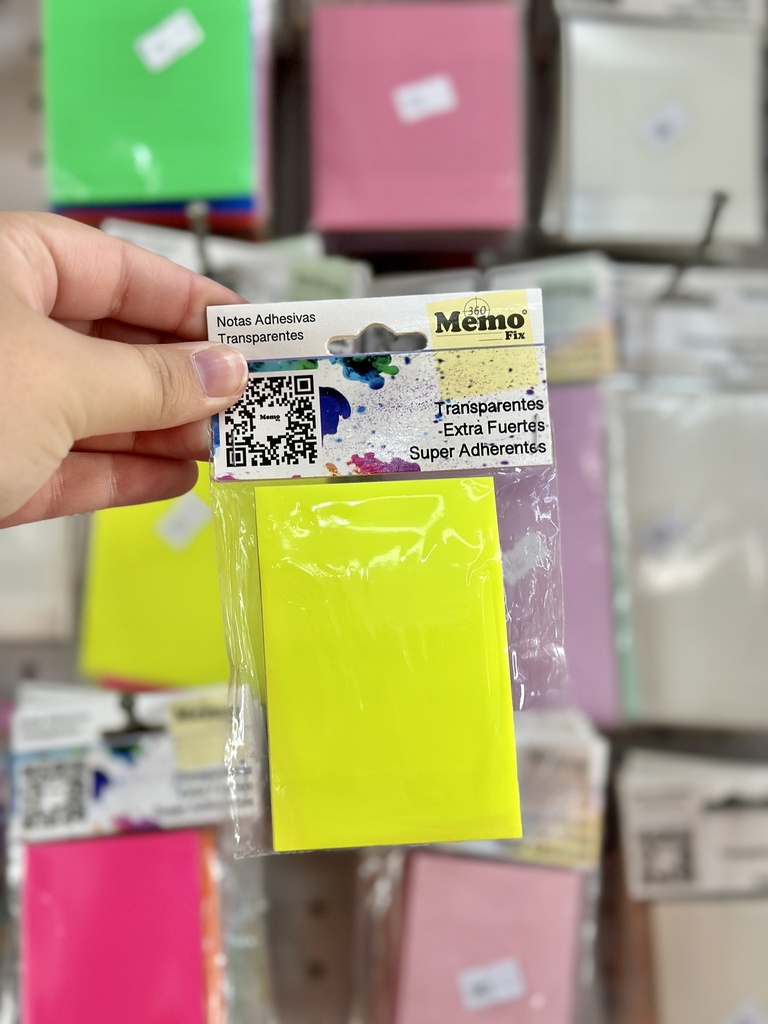 Notas Adhesivas
Transparentes
360
Memo
Fix
Memo
Transparentes
-Extra Fuertes
Super Adherentes